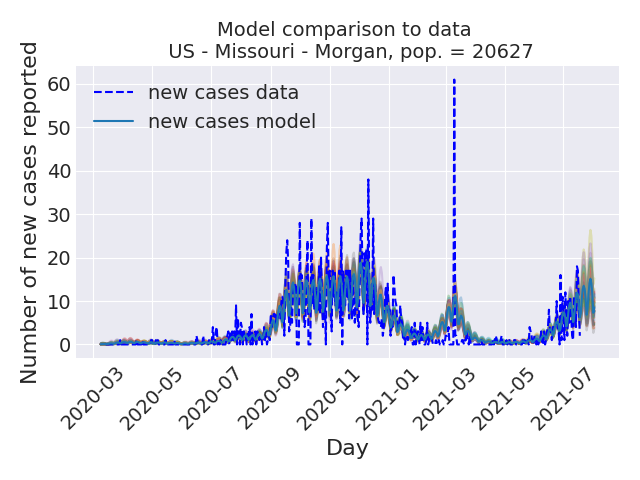 Model comparison to data
US - Missouri - Morgan, pop. = 20627
Number of new cases reported
60
50
40
30
20
10
0
new cases data
new cases model
2020-03
2020-05
2020-07
2020-09
2020-11
2021-01
2021-03
2021-05
2021-07
Day